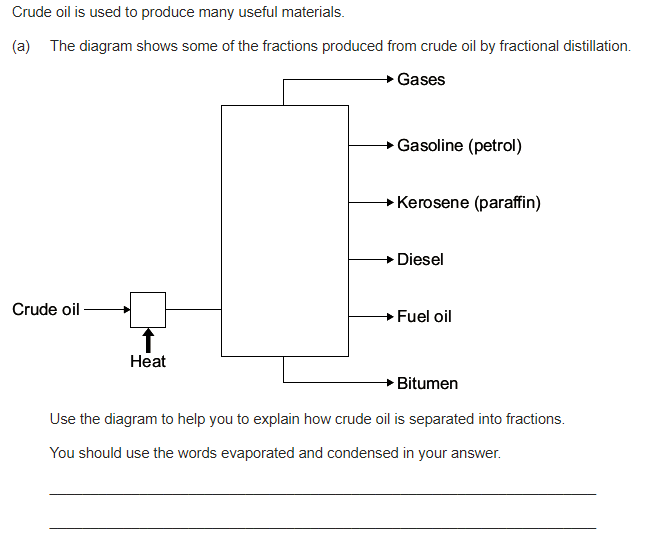 Crude oil is used to produce many useful materials.
(a) The diagram shows some of the fractions produced from crude oil by fractional distillation.
Gases
Gasoline (petrol)
Kerosene (paraffin)
Diesel
Crude oil
Fuel oil
Heat
Bitumen
Use the diagram to help you to explain how crude oil is separated into fractions.
You should use the words evaporated and condensed in your answer.